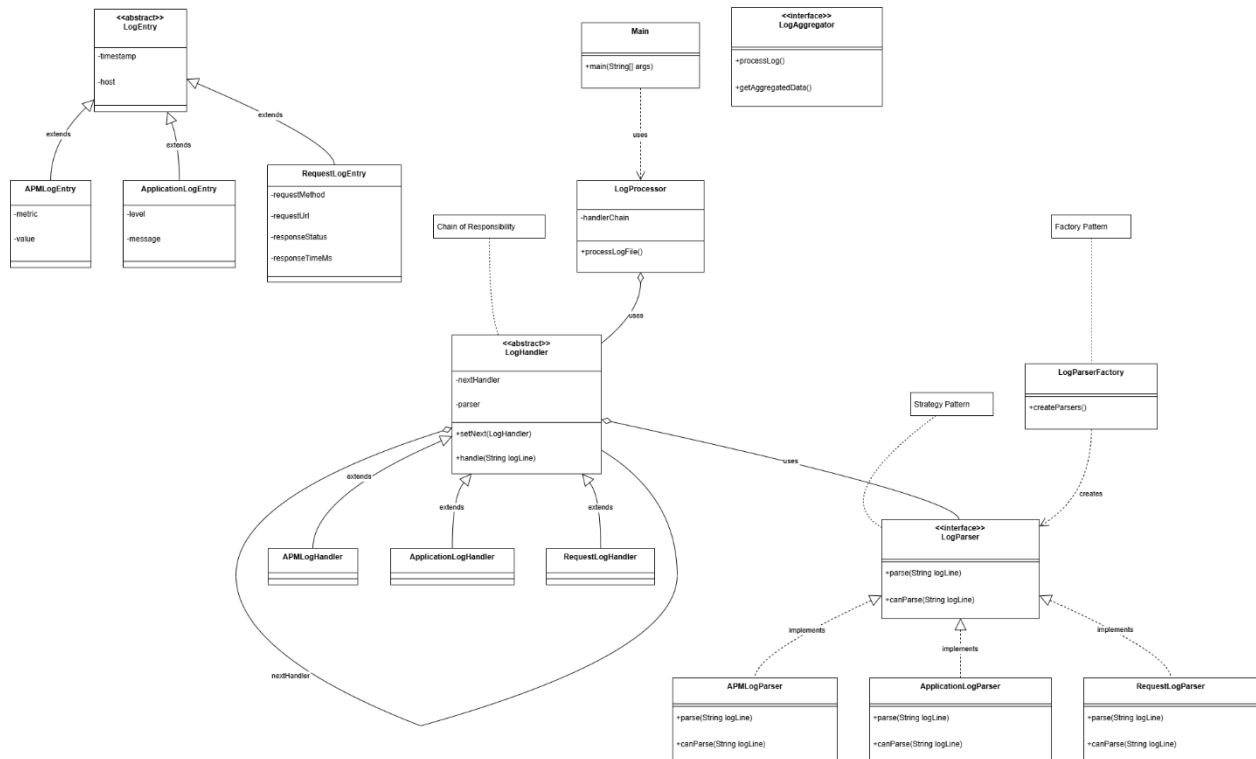 <<abstract>>
LogEntry
-timestamp
-host
extends
extends
extends
APMLogEntry
-metric
-value
ApplicationLogEntry
-level
-message
RequestLogEntry
-requestMethod
-requestUrl
-responseStatus
-responseTimeMs
Main
+main(String[] args)
uses
<<interface>>
LogAggregator
+processLog()
+getAggregatedData()
LogProcessor
-handlerChain
+processLogFile()
uses
Chain of Responsibility
<<abstract>>
LogHandler
-nextHandler
-parser
+setNext(LogHandler)
+handle(String logLine)
extends
extends
extends
APMLogHandler
ApplicationLogHandler
RequestLogHandler
nextHandler
uses
Factory Pattern
LogParserFactory
+createParsers()
creates
Strategy Pattern
<<interface>>
LogParser
+parse(String logLine)
+canParse(String logLine)
implements
implements
implements
APMLogParser
+parse(String logLine)
+canParse(String logLine)
ApplicationLogParser
+parse(String logLine)
+canParse(String logLine)
RequestLogParser
+parse(String logLine)
+canParse(String logLine)